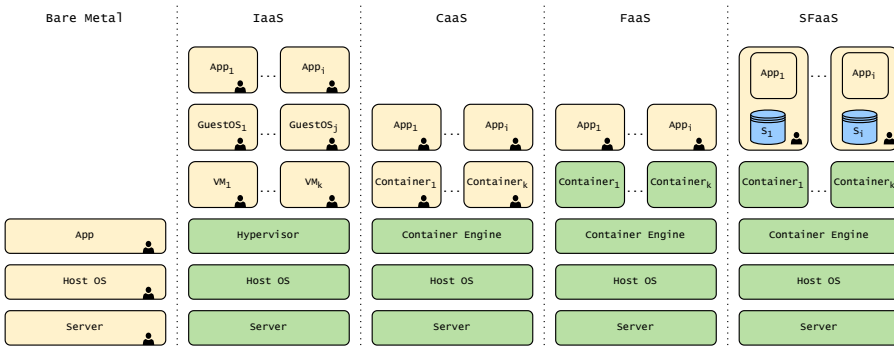 Bare Metal IaaS CaaS FaaS SFaaS
App₁ ... Appᵢ App₁ ... Appᵢ
GuestOS₁ ... GuestOSⱼ App₁ ... Appᵢ App₁ ... Appᵢ S₁ Sᵢ
VM₁ ... VMₖ Container₁ ... Containerₖ Container₁ ... Containerₖ Container₁ ... Containerₖ
App Hypervisor Container Engine Container Engine Container Engine
Host OS Host OS Host OS Host OS Host OS
Server Server Server Server Server